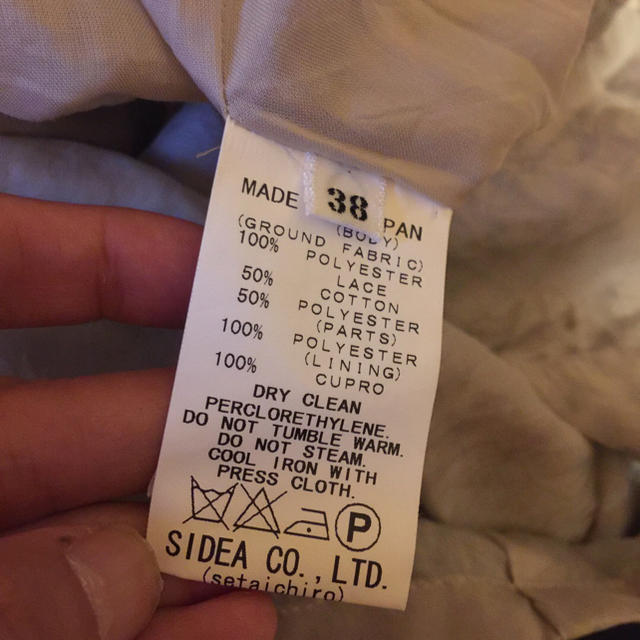 MADE PAN
38
(BODY)
(GROUND FABRIC)
100% POLYESTER
LACE
50% COTTON
50% POLYESTER
(PARTS)
100% POLYESTER
(LINING)
100% CUPRO
DRY CLEAN
PERCLORETHYLENE.
DO NOT TUMBLE WARM.
DO NOT STEAM.
COOL IRON WITH
PRESS CLOTH.
P
SIDEA CO., LTD.
(setaichiro)